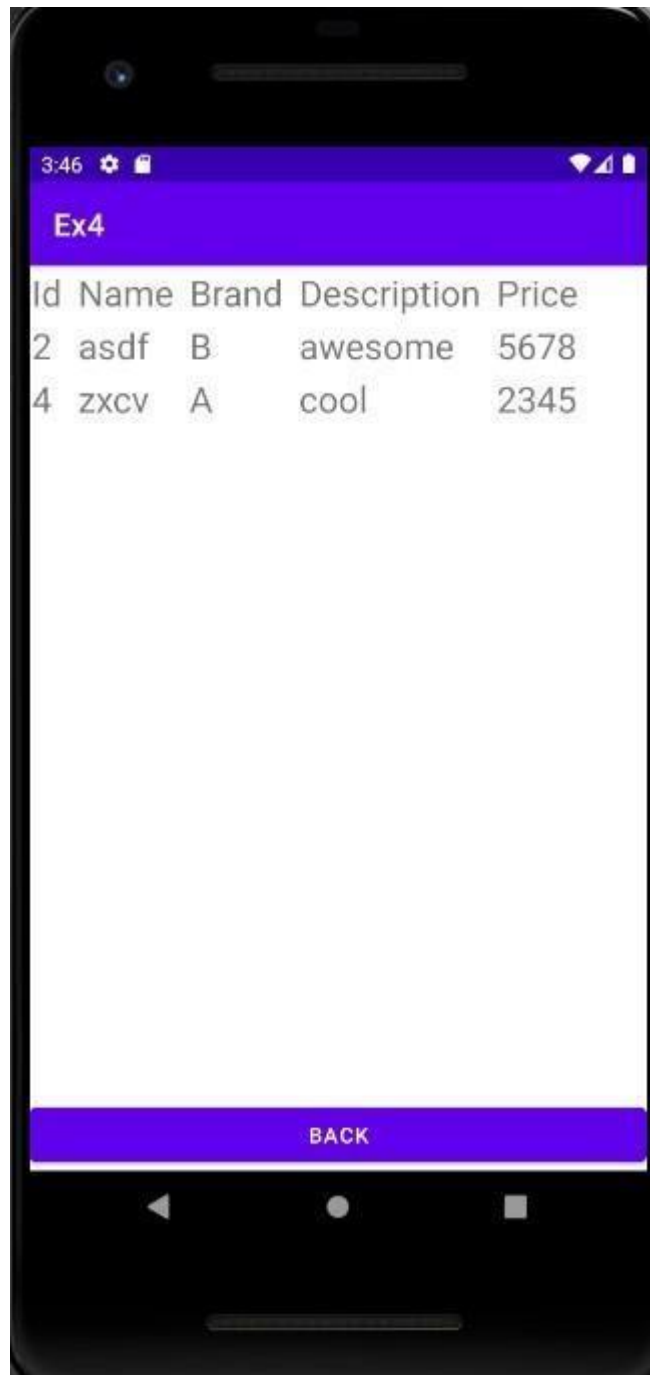 3:46
Ex4
Id Name Brand Description Price
2 asdf B awesome 5678
4 zxcv A cool 2345
BACK